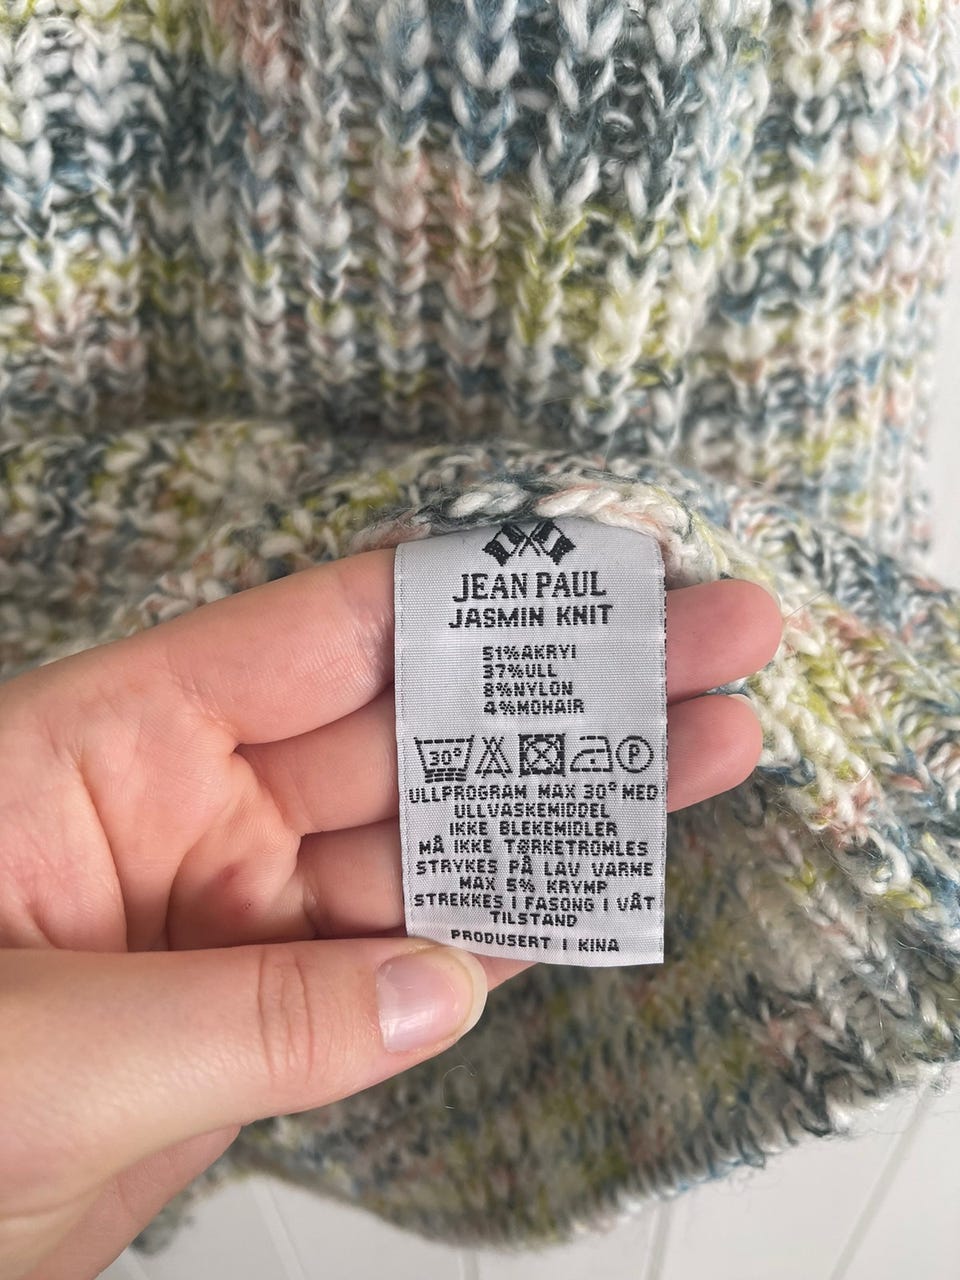 JEAN PAUL
JASMIN KNIT
51%AKRYI
37%ULL
8%NYLON
4%MOHAIR
30° P
ULLPROGRAM MAX 30° MED
ULLVASKEMIDDEL
IKKE BLEKEMIDLER
MÅ IKKE TØRKETROMLES
STRYKES PÅ LAV VARME
MAX 5% KRYMP
STREKKES I FASONG I VÅT
TILSTAND
PRODUSERT I KINA